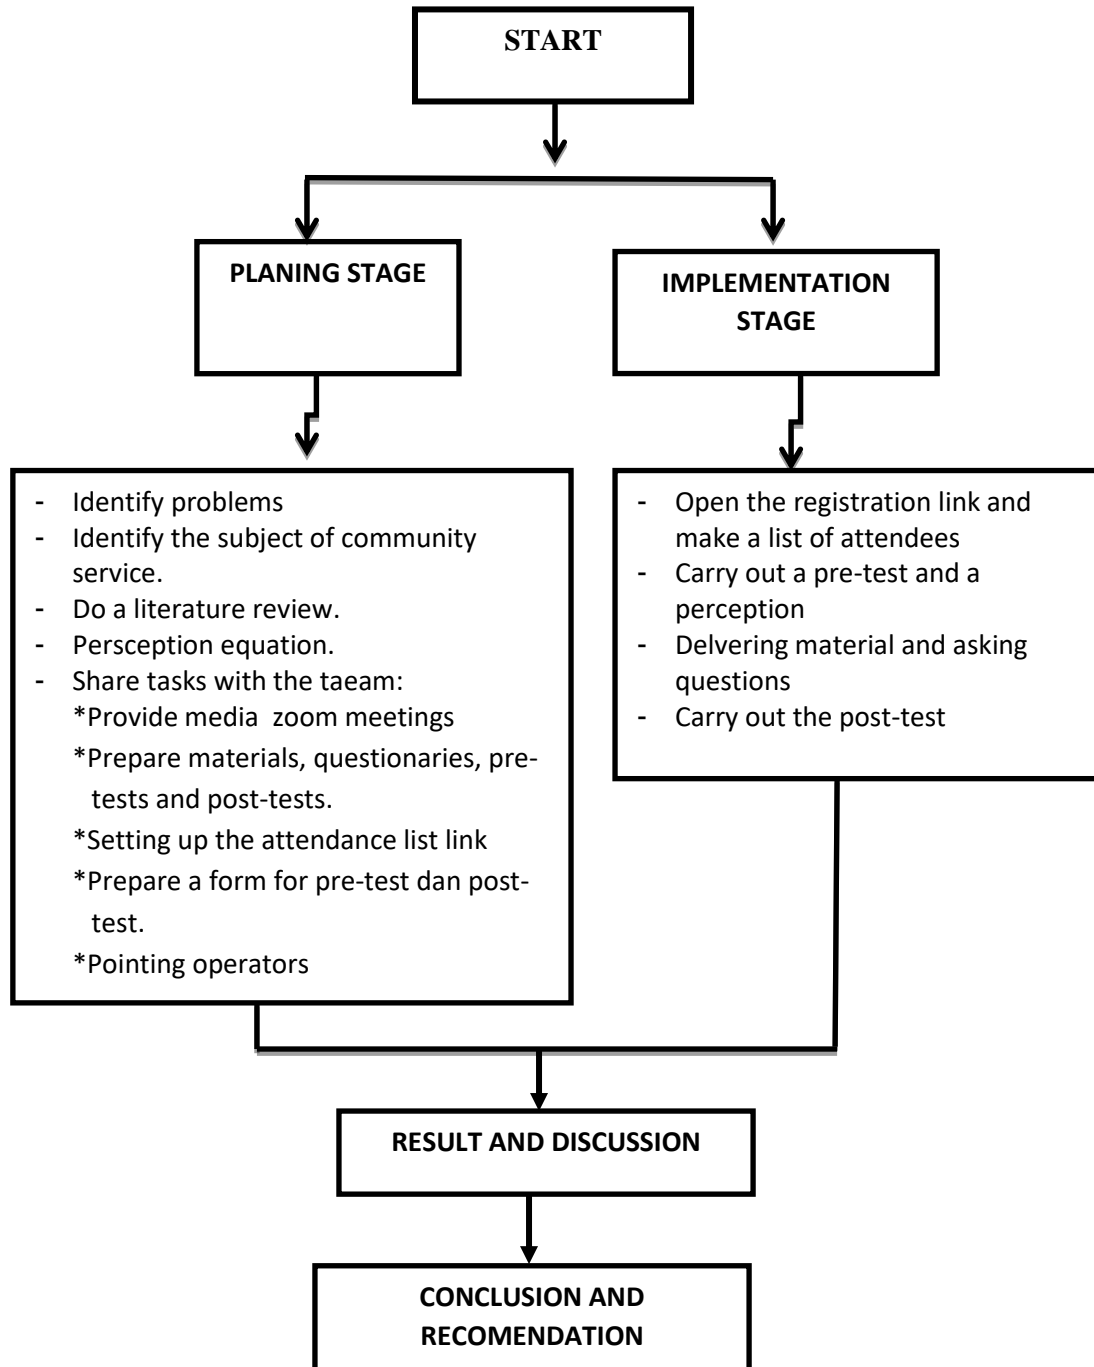 START
PLANING STAGE
IMPLEMENTATION
STAGE
- Identify problems
- Identify the subject of community
service.
- Do a literature review.
- Persception equation.
- Share tasks with the taeam:
*Provide media zoom meetings
*Prepare materials, questionaries, pre-
tests and post-tests.
*Setting up the attendance list link
*Prepare a form for pre-test dan post-
test.
*Pointing operators
- Open the registration link and
make a list of attendees
- Carry out a pre-test and a
perception
- Delvering material and asking
questions
- Carry out the post-test
RESULT AND DISCUSSION
CONCLUSION AND
RECOMENDATION